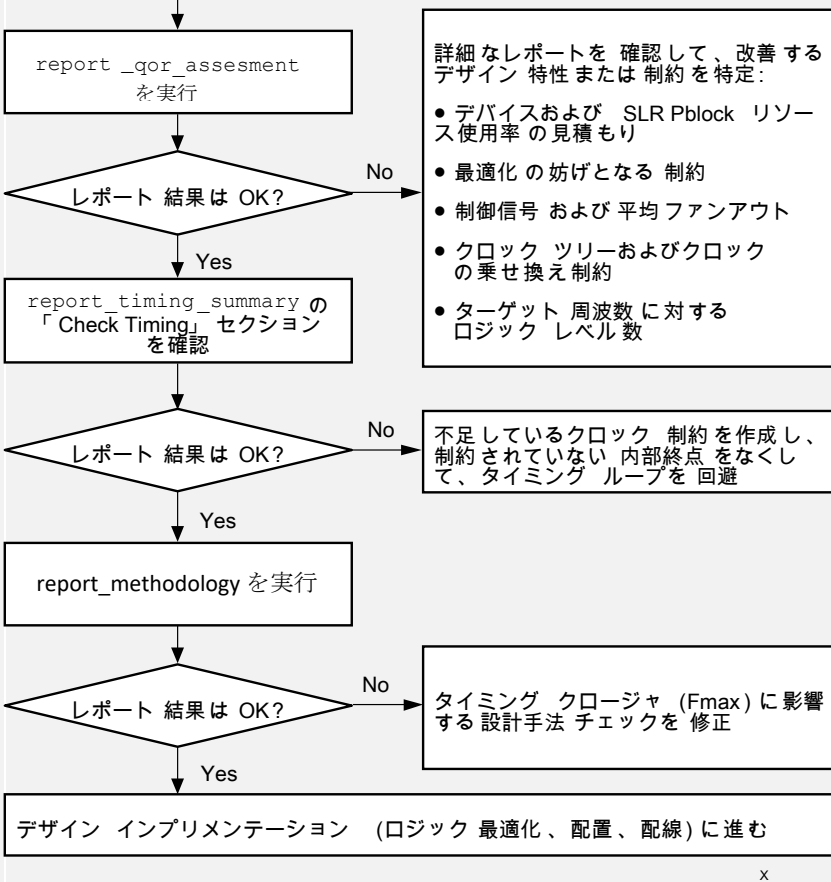 report _qor_assesment
を実行
レポート 結果は OK?
No
詳細なレポートを 確認して、改善する
デザイン 特性または 制約を特定:
● デバイスおよび SLR Pblock リソー
ス使用率の見積もり
● 最適化の妨げとなる 制約
● 制御信号 および平均ファンアウト
● クロック ツリーおよびクロック
の乗せ換え制約
● ターゲット 周波数に対する
ロジック レベル数
Yes
report_timing_summary の
「Check Timing」 セクション
を確認
レポート 結果は OK?
No
不足しているクロック 制約を作成し、
制約されていない 内部終点 をなくし
て、タイミング ループを 回避
Yes
report_methodology を実行
レポート 結果は OK?
No
タイミング クロージャ (Fmax) に影響
する設計手法 チェックを 修正
Yes
デザイン インプリメンテーション (ロジック 最適化、配置、配線) に進む
x